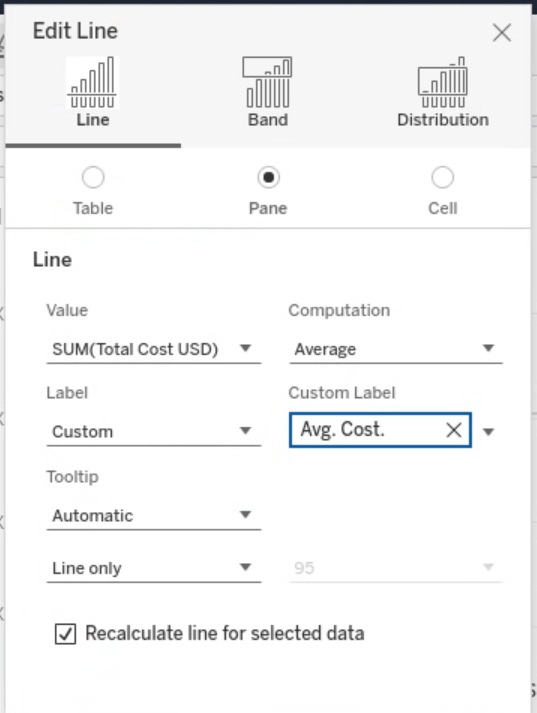 Edit Line
Line Band Distribution
Table Pane Cell
Line
Value Computation
SUM(Total Cost USD) Average
Label Custom Label
Custom Avg. Cost.
Tooltip
Automatic
Line only 95
Recalculate line for selected data